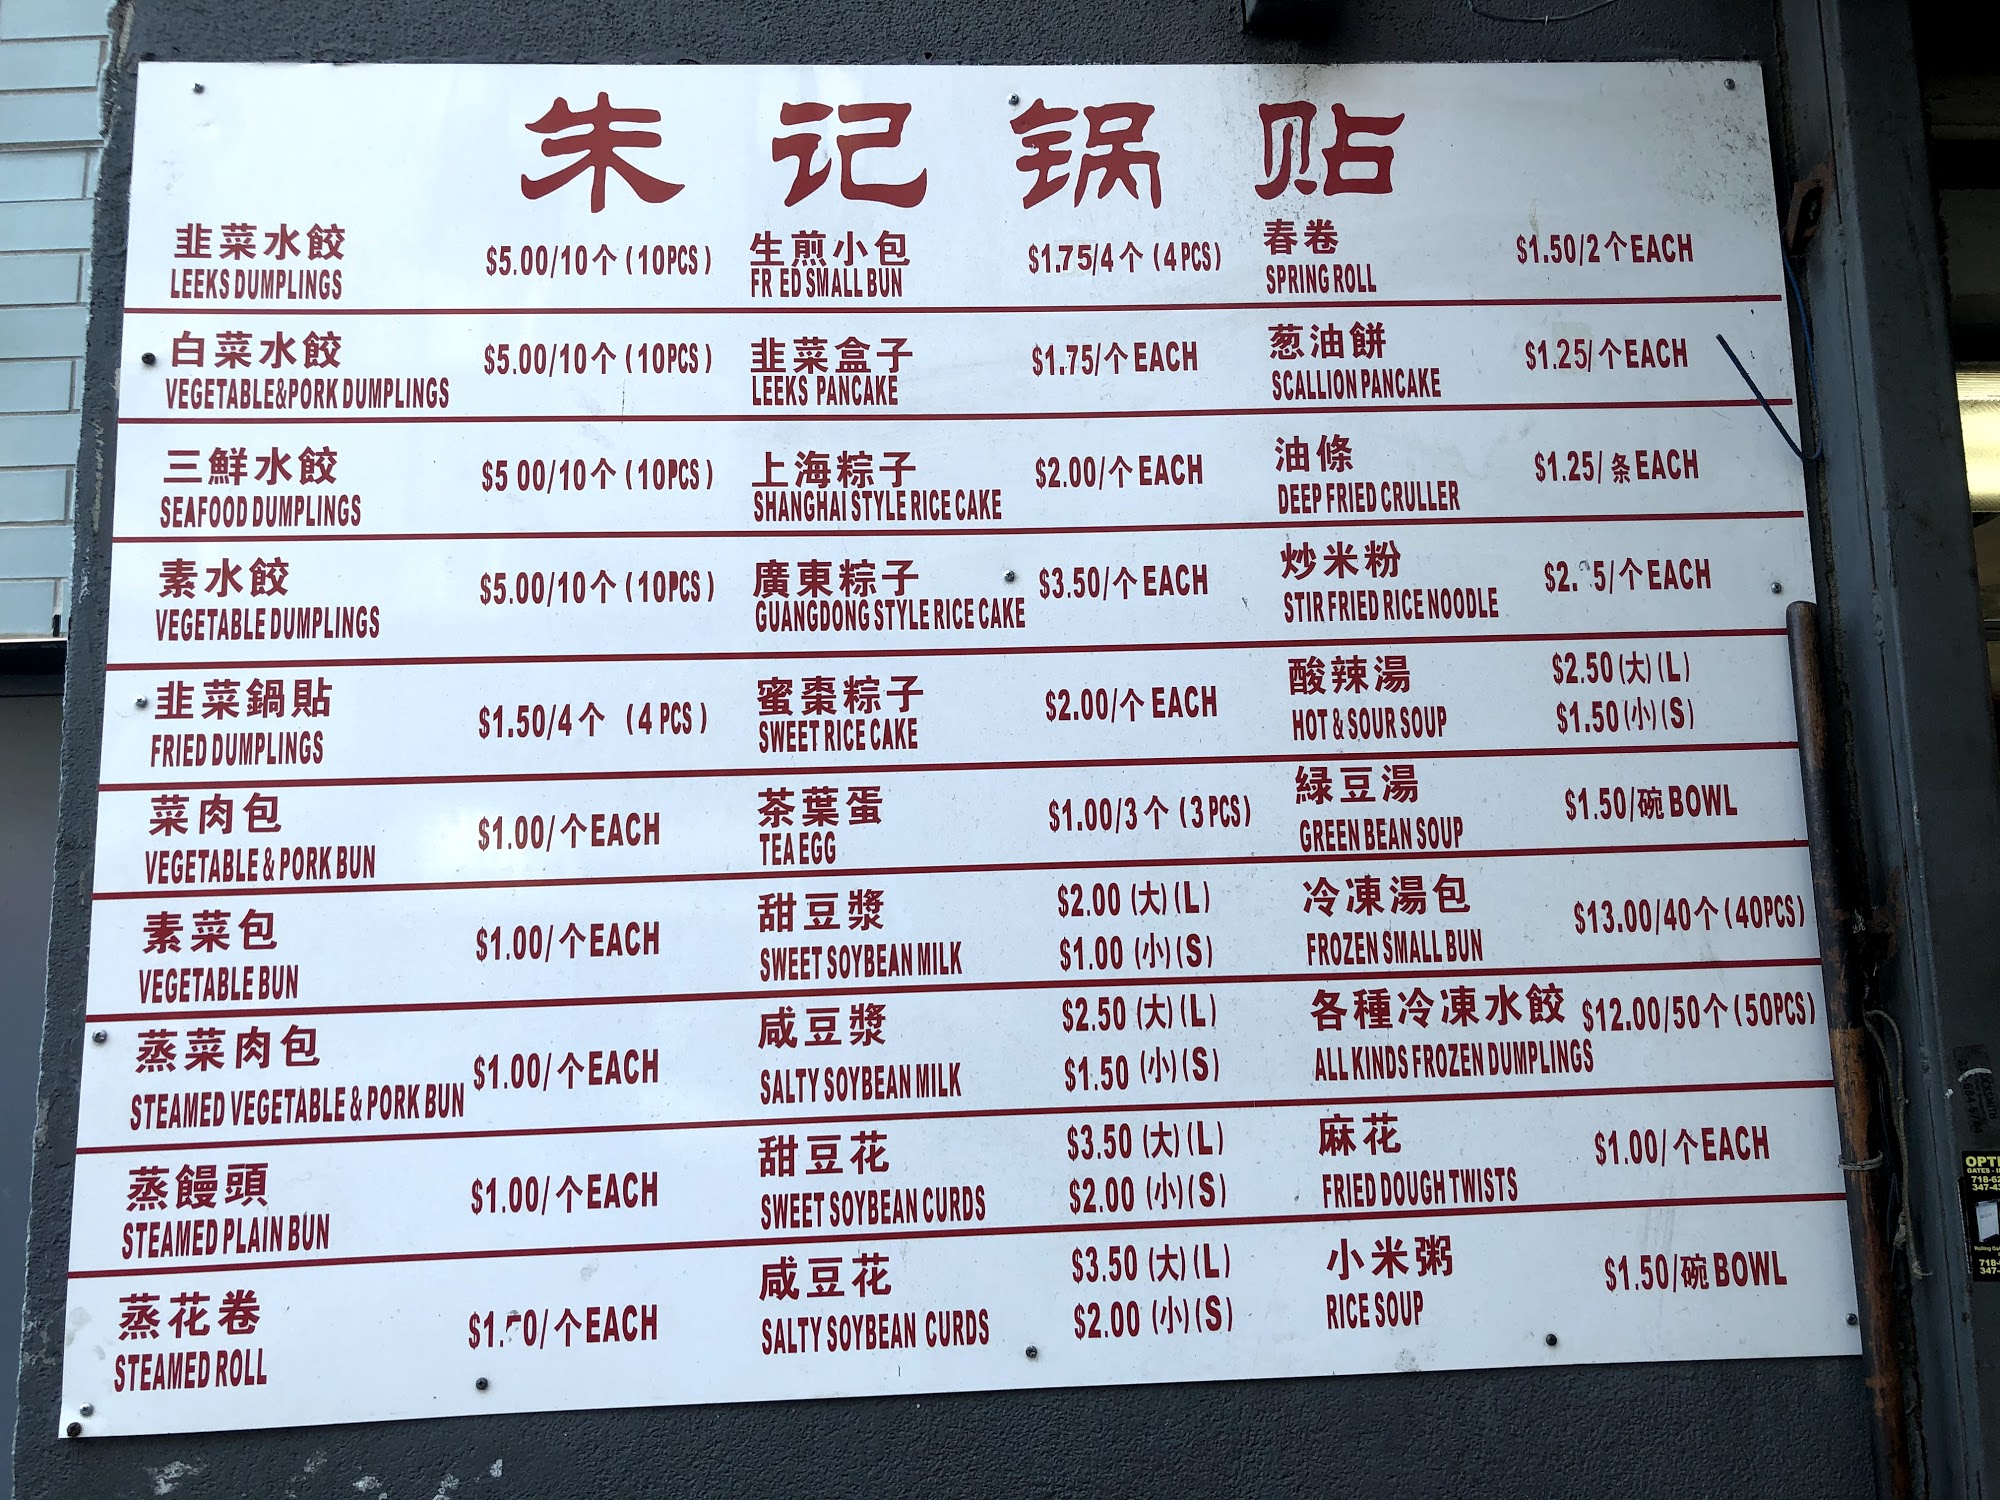 朱记锅贴
韭菜水餃
LEEKS DUMPLINGS
$5.00/10个 (10PCS)
白菜水餃
VEGETABLE&PORK DUMPLINGS
$5.00/10个 (10PCS)
三鮮水餃
SEAFOOD DUMPLINGS
$5 00/10个 (10PCS)
素水餃
VEGETABLE DUMPLINGS
$5.00/10个 (10PCS)
韭菜鍋貼
FRIED DUMPLINGS
$1.50/4个 (4 PCS)
菜肉包
VEGETABLE & PORK BUN
$1.00/个EACH
素菜包
VEGETABLE BUN
$1.00/个EACH
蒸菜肉包
STEAMED VEGETABLE & PORK BUN
$1.00/个EACH
蒸饅頭
STEAMED PLAIN BUN
$1.00/个EACH
蒸花卷
STEAMED ROLL
个EACH
生煎小包
FR ED SMALL BUN
$1.75/4个 (4PCS)
韭菜盒子
LEEKS PANCAKE
$1.75/个EACH
上海粽子
SHANGHAI STYLE RICE CAKE
$2.00/个EACH
廣東粽子
GUANGDONG STYLE RICE CAKE
$3.50/个EACH
蜜棗粽子
SWEET RICE CAKE
$2.00/个EACH
茶葉蛋
TEA EGG
$1.00/3个 (3PCS)
甜豆漿
SWEET SOYBEAN MILK
$2.00 (大)(L)
$1.00 (小)(S)
咸豆漿
SALTY SOYBEAN MILK
$2.50 (大)(L)
$1.50 (小)(S)
甜豆花
SWEET SOYBEAN CURDS
$3.50 (大)(L)
$2.00 (小)(S)
咸豆花
SALTY SOYBEAN CURDS
$3.50 (大)(L)
$2.00 (小)(S)
春卷
SPRING ROLL
$1.50/2个EACH
葱油餅
SCALLION PANCAKE
$1.25/个EACH
油條
DEEP FRIED CRULLER
$1.25/条EACH
炒米粉
STIR FRIED RICE NOODLE
$2. 5/个EACH
酸辣湯
HOT & SOUR SOUP
$2.50(大)(L)
$1.50(小)(S)
綠豆湯
GREEN BEAN SOUP
$1.50/碗BOWL
冷凍湯包
FROZEN SMALL BUN
$13.00/40个(40PCS)
各種冷凍水餃
ALL KINDS FROZEN DUMPLINGS
$12.00/50个(50PCS)
麻花
FRIED DOUGH TWISTS
$1.00/个EACH
小米粥
RICE SOUP
$1.50/碗BOWL